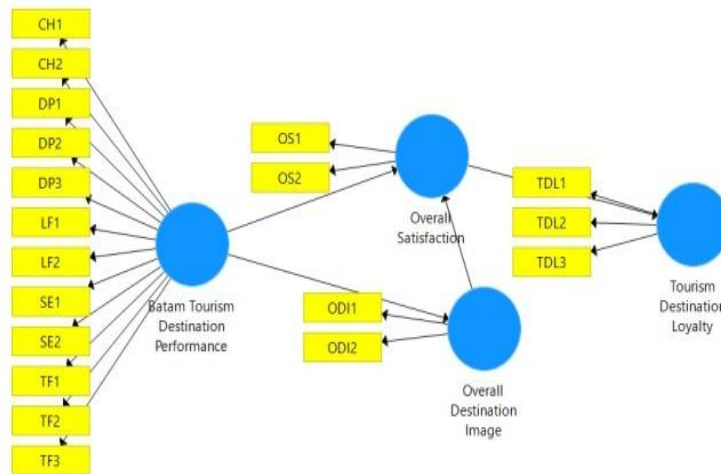 CH1
CH2
DP1
DP2
DP3
LF1
LF2
SE1
SE2
TF1
TF2
TF3
Batam Tourism
Destination
Performance
OS1
OS2
Overall
Satisfaction
ODI1
ODI2
Overall
Destination
Image
TDL1
TDL2
TDL3
Tourism
Destination
Loyalty